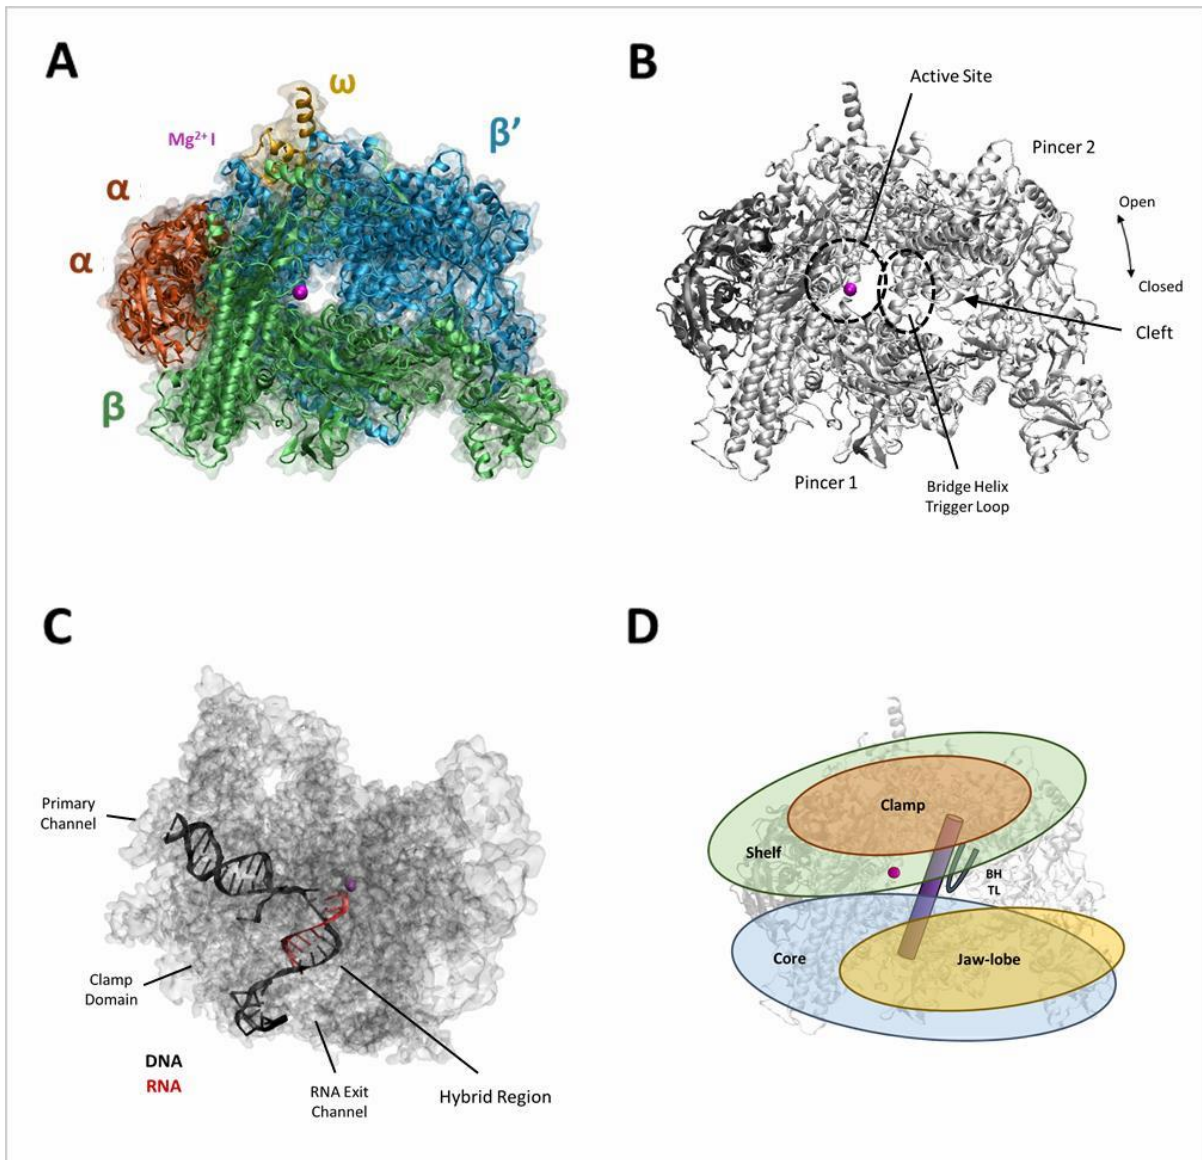 A
ω
Mg²⁺ I
β’
α
α
β
B
Active Site
Pincer 2
Open
Closed
Cleft
Pincer 1
Bridge Helix
Trigger Loop
C
Primary
Channel
Clamp
Domain
DNA
RNA
RNA Exit
Channel
Hybrid Region
D
Clamp
Shelf
BH
TL
Core
Jaw-lobe